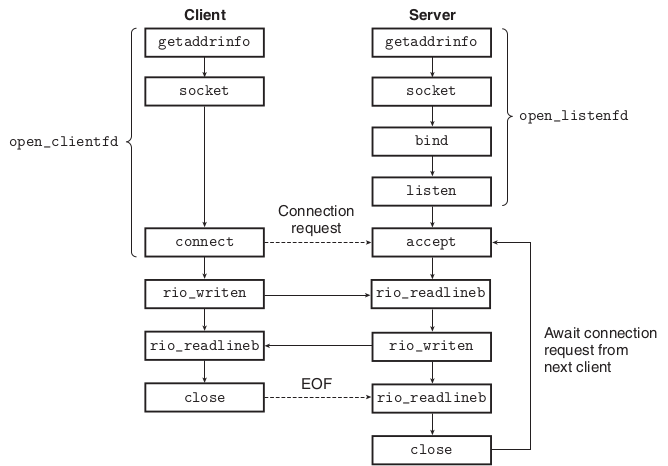 Client
Server
getaddrinfo
getaddrinfo
socket
socket
open_clientfd
open_listenfd
bind
listen
Connection
request
connect
accept
rio_writen
rio_readlineb
rio_readlineb
rio_writen
Await connection
request from
next client
EOF
close
rio_readlineb
close